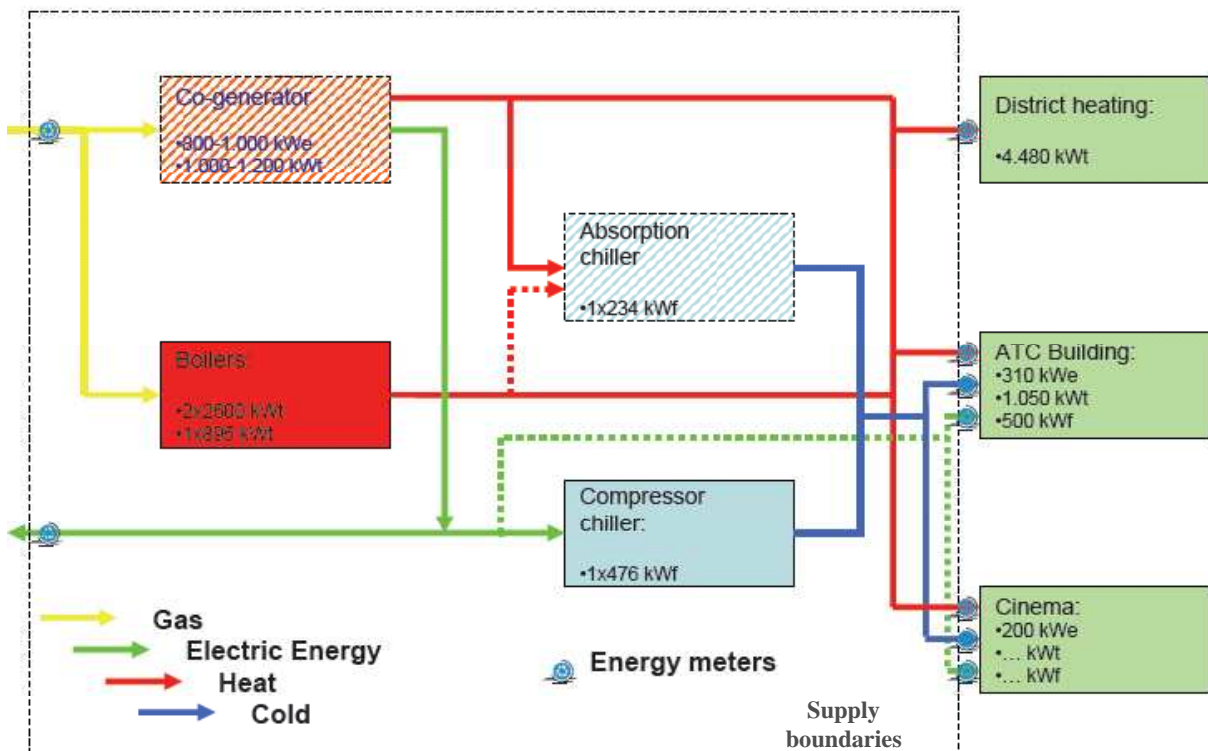 Co-generator
•800-1.000 kWe
•1.000-1.200 kWt
District heating:
•4.480 kWt
Absorption
chiller
•1x234 kWf
Boilers:
•2x2600 kWt
•1x895 kWt
ATC Building:
•310 kWe
•1.050 kWt
•500 kWf
Compressor
chiller:
•1x476 kWf
Cinema:
•200 kWe
•... kWt
•... kWf
Gas
Electric Energy
Heat
Cold
Energy meters
Supply
boundaries